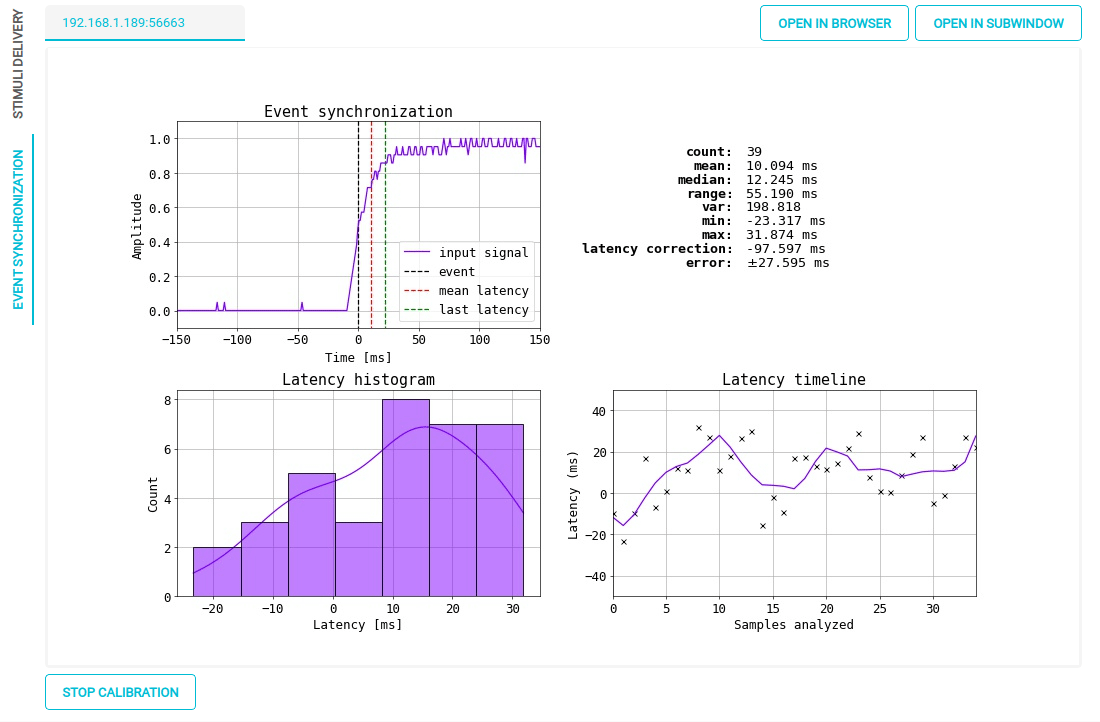 STIMULI DELIVERY
EVENT SYNCHRONIZATION
192.168.1.189:56663
OPEN IN BROWSER
OPEN IN SUBWINDOW
Event synchronization
Amplitude
1.0
0.8
0.6
0.4
0.2
0.0
input signal
event
mean latency
last latency
−150 −100 −50 0 50 100 150
Time [ms]
count: 39
mean: 10.094 ms
median: 12.245 ms
range: 55.190 ms
var: 198.818
min: -23.317 ms
max: 31.874 ms
latency correction: -97.597 ms
error: ±27.595 ms
Latency histogram
Count
8
6
4
2
0
−20 −10 0 10 20 30
Latency [ms]
Latency timeline
Latency (ms)
40
20
0
−20
−40
0 5 10 15 20 25 30
Samples analyzed
STOP CALIBRATION